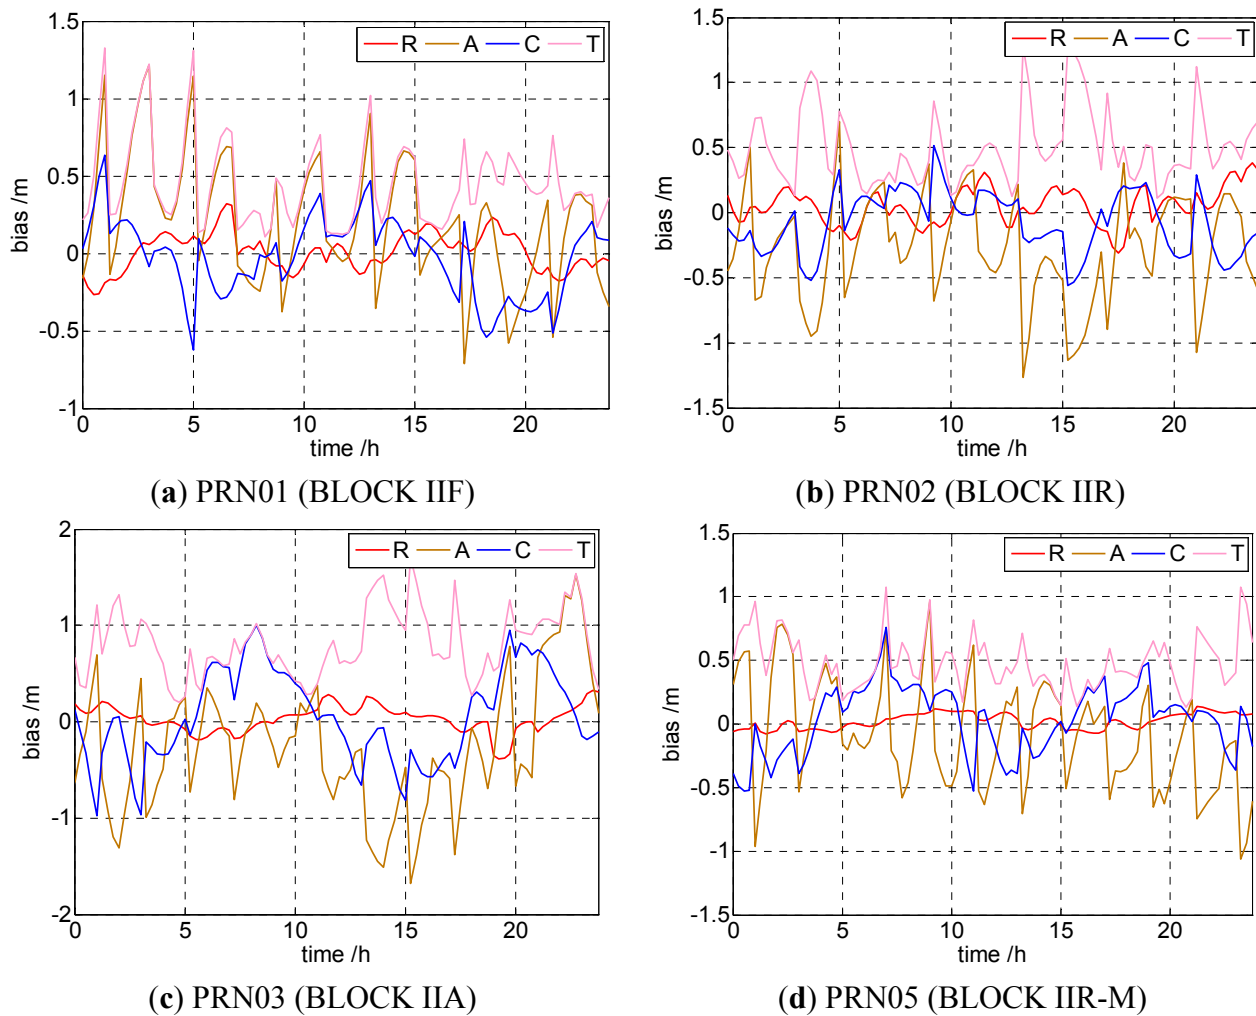 1.5
1
0.5
0
-0.5
-1
bias /m
R A C T
0 5 10 15 20
time /h
(a) PRN01 (BLOCK IIF)
1.5
1
0.5
0
-0.5
-1
-1.5
bias /m
R A C T
0 5 10 15 20
time /h
(b) PRN02 (BLOCK IIR)
2
1
0
-1
-2
bias /m
R A C T
0 5 10 15 20
time /h
(c) PRN03 (BLOCK IIA)
1.5
1
0.5
0
-0.5
-1
-1.5
bias /m
R A C T
0 5 10 15 20
time /h
(d) PRN05 (BLOCK IIR-M)